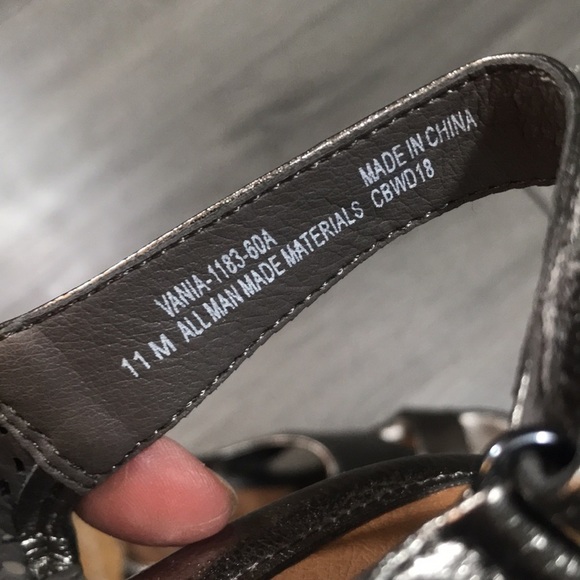 VANIA-1183-60A
MADE IN CHINA
11 M ALL MAN MADE MATERIALS CBWD18